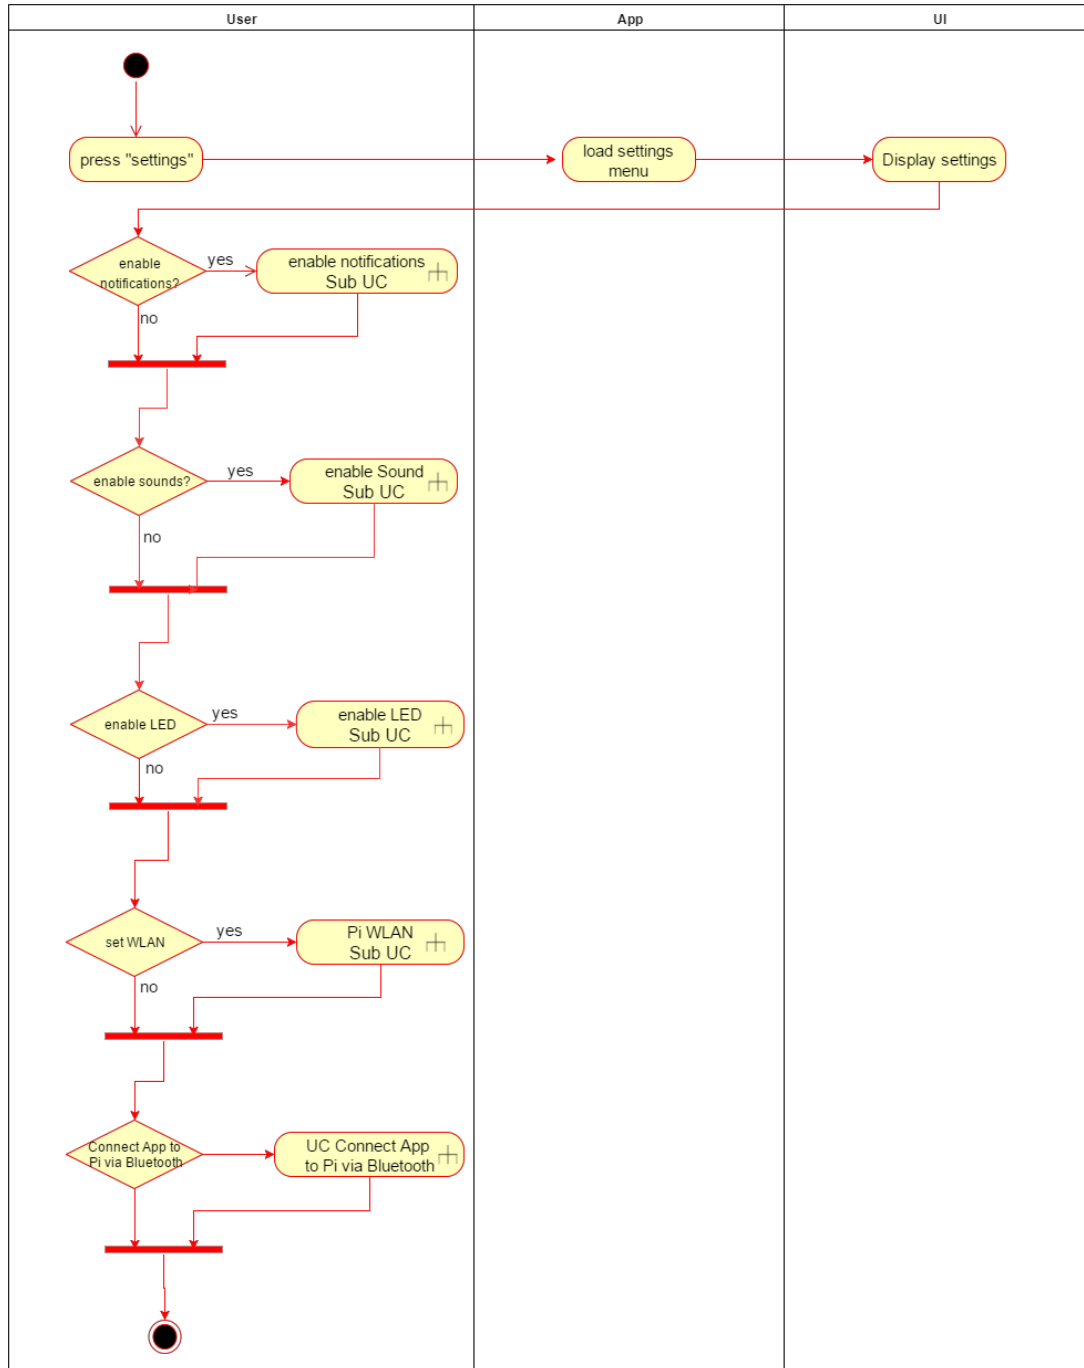 User
App
UI
press "settings"
load settings
menu
Display settings
enable
notifications?
yes
enable notifications
Sub UC
no
enable sounds?
yes
enable Sound
Sub UC
no
enable LED
yes
enable LED
Sub UC
no
set WLAN
yes
Pi WLAN
Sub UC
no
Connect App to
Pi via Bluetooth
UC Connect App
to Pi via Bluetooth